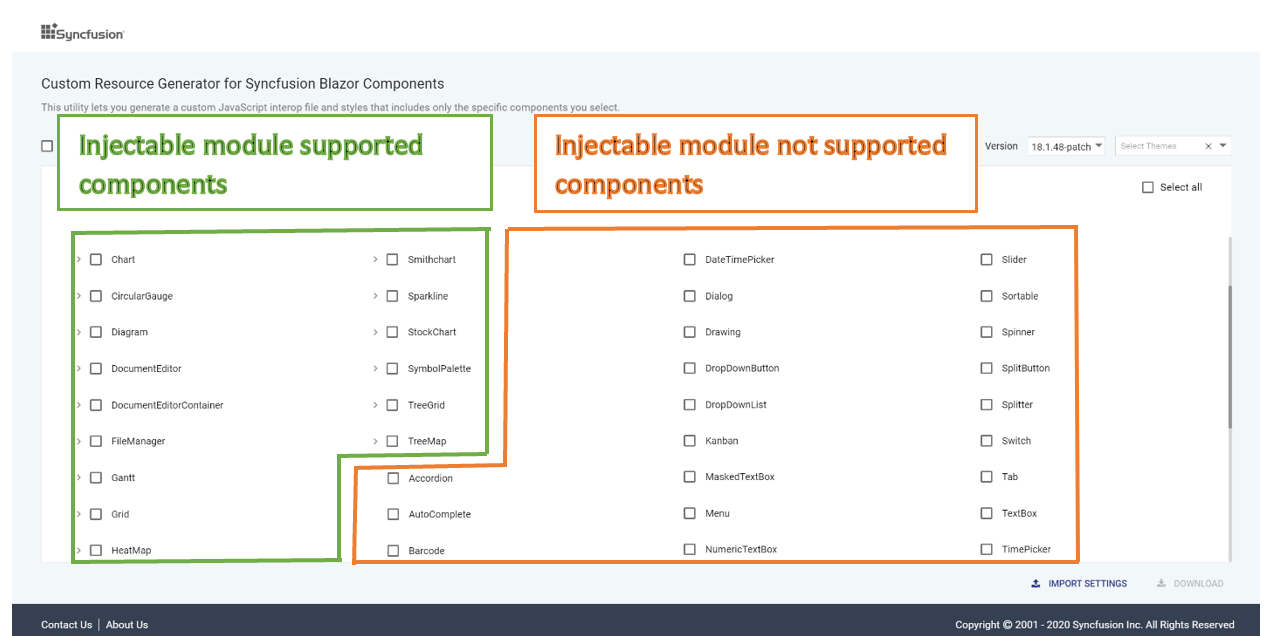 Syncfusion
Custom Resource Generator for Syncfusion Blazor Components
This utility lets you generate a custom JavaScript interop file and styles that includes only the specific components you select.
Injectable module supported
components
Injectable module not supported
components
Version 18.1.48-patch Select Themes
Select all
Chart Smithchart DateTimePicker Slider
CircularGauge Sparkline Dialog Sortable
Diagram StockChart Drawing Spinner
DocumentEditor SymbolPalette DropDownButton SplitButton
DocumentEditorContainer TreeGrid DropDownList Splitter
FileManager TreeMap Kanban Switch
Gantt Accordion MaskedTextBox Tab
Grid AutoComplete Menu TextBox
HeatMap Barcode NumericTextBox TimePicker
IMPORT SETTINGS DOWNLOAD
Contact Us | About Us Copyright © 2001 - 2020 Syncfusion Inc. All Rights Reserved